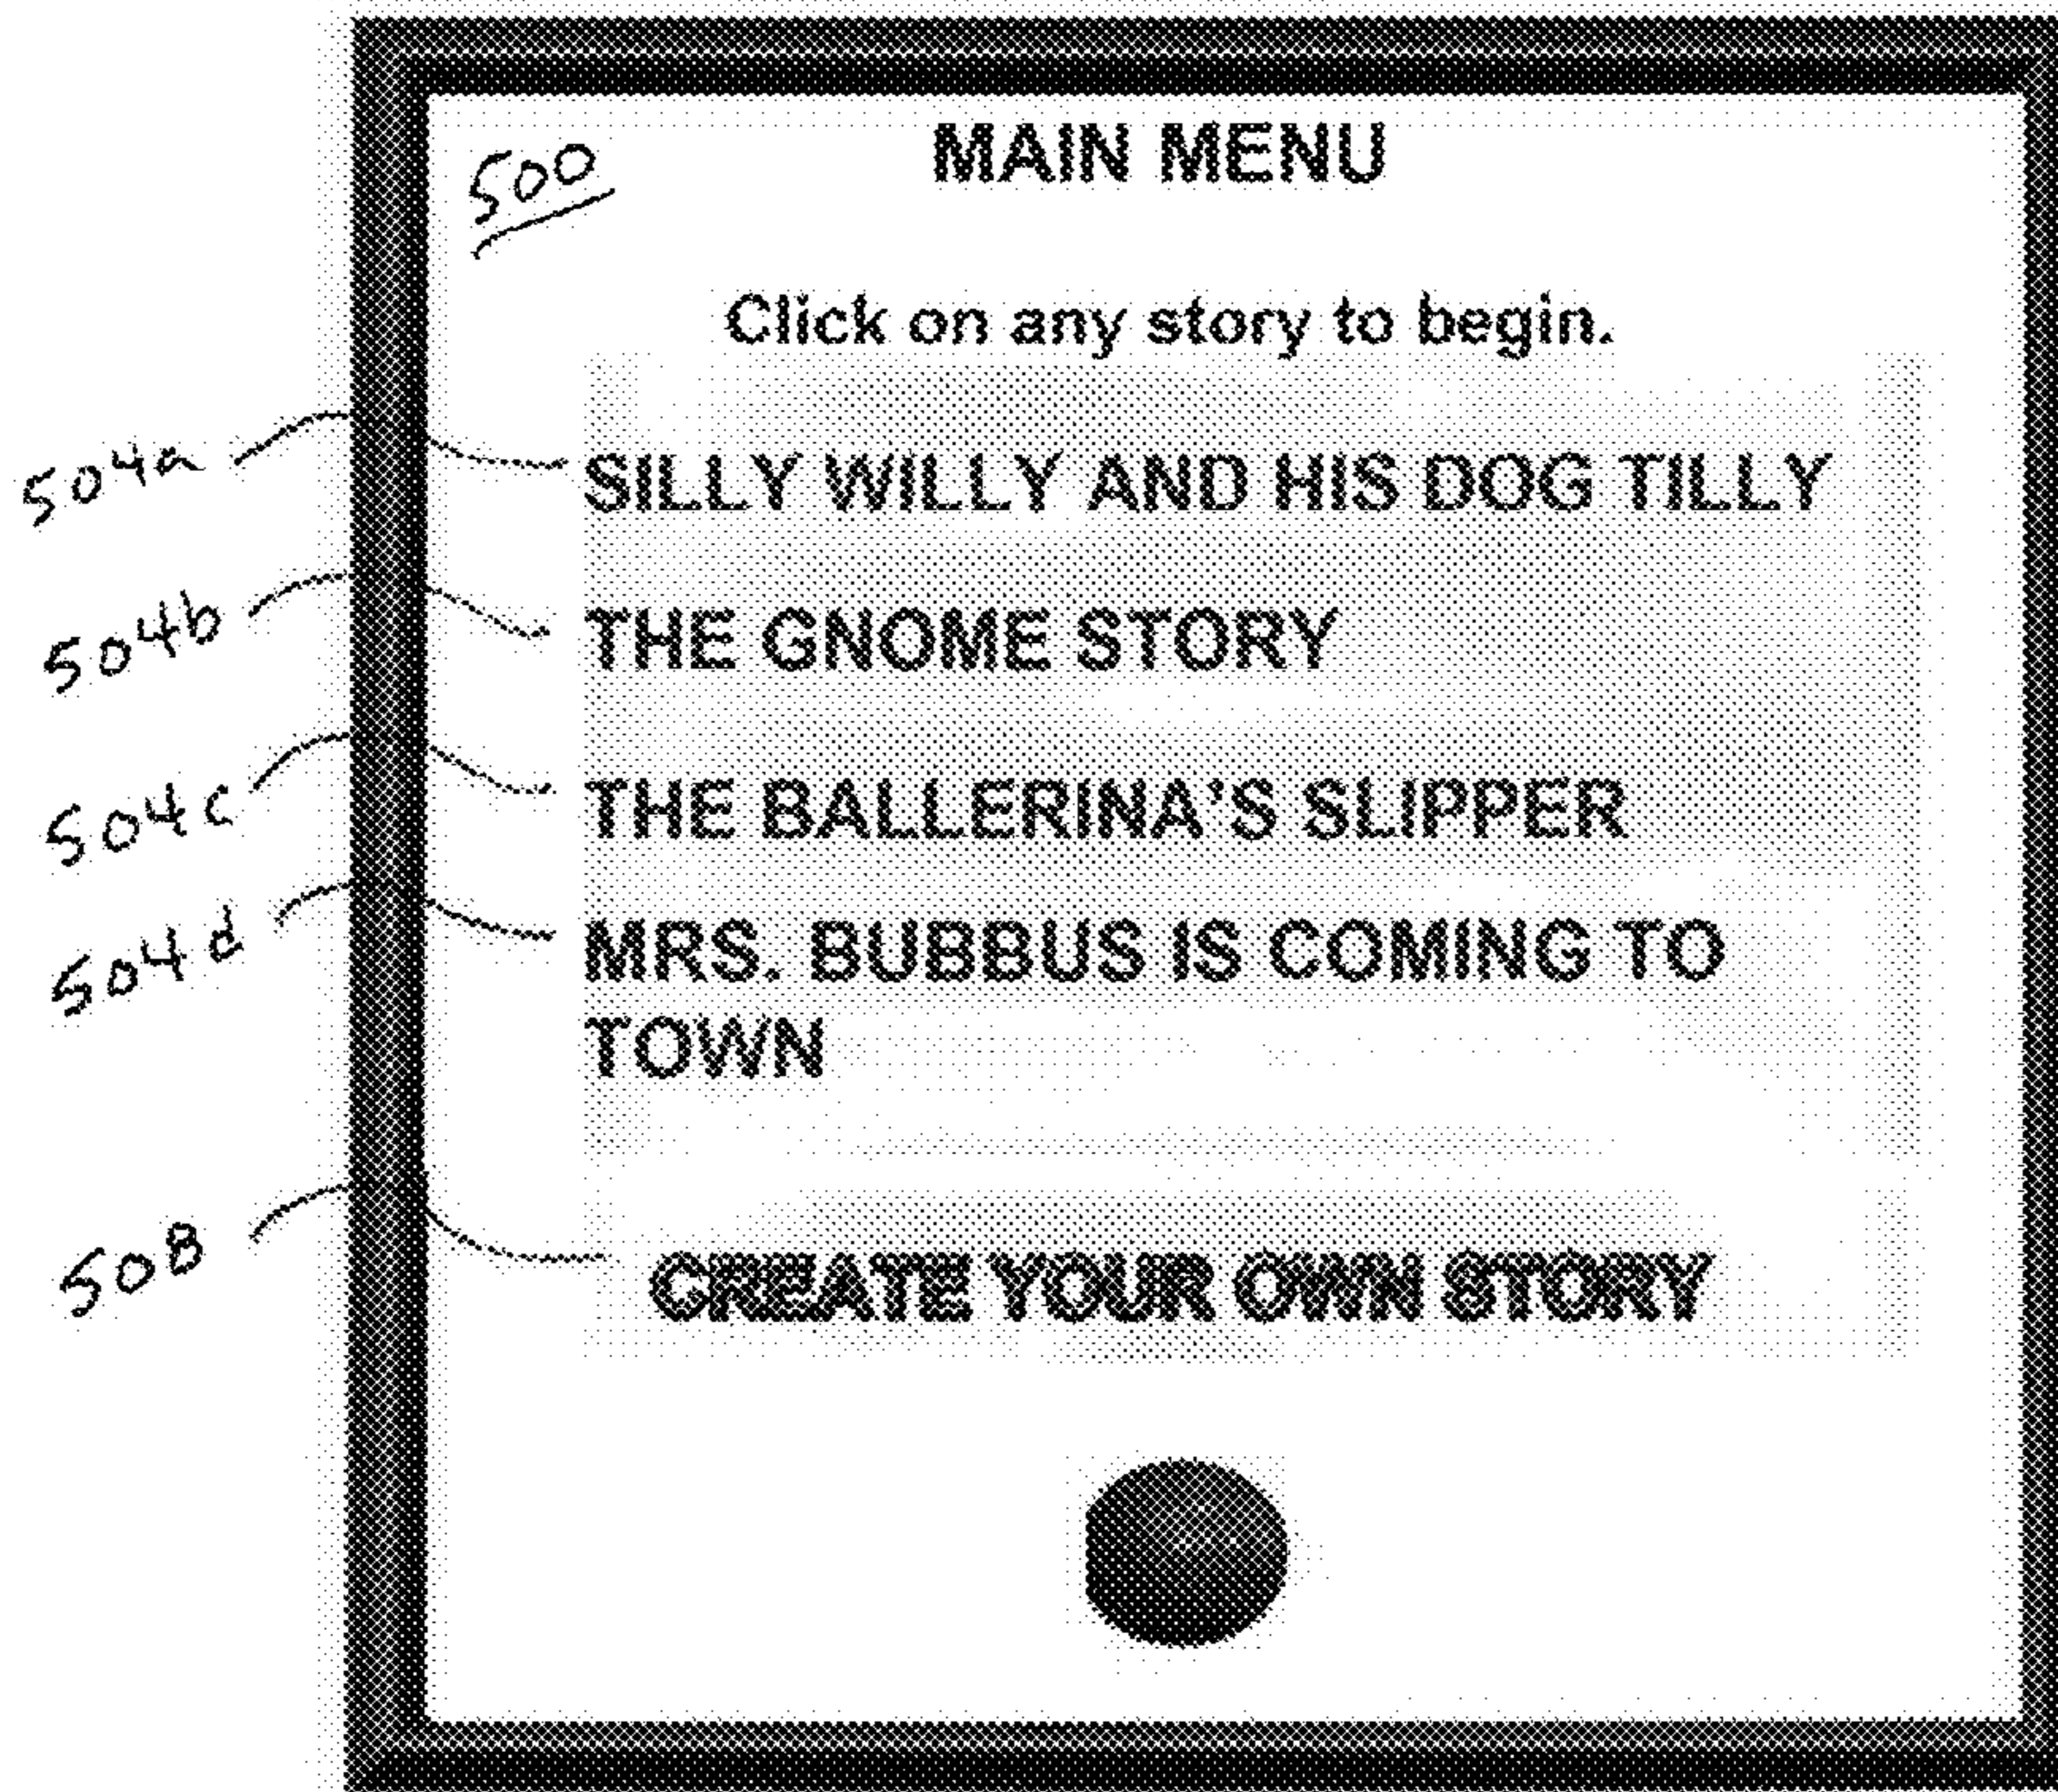 MAIN MENU
500
Click on any story to begin.
504a
SILLY WILLY AND HIS DOG TILLY
504b
THE GNOME STORY
504c
THE BALLERINA'S SLIPPER
504d
MRS. BUBBUS IS COMING TO
TOWN
508
CREATE YOUR OWN STORY